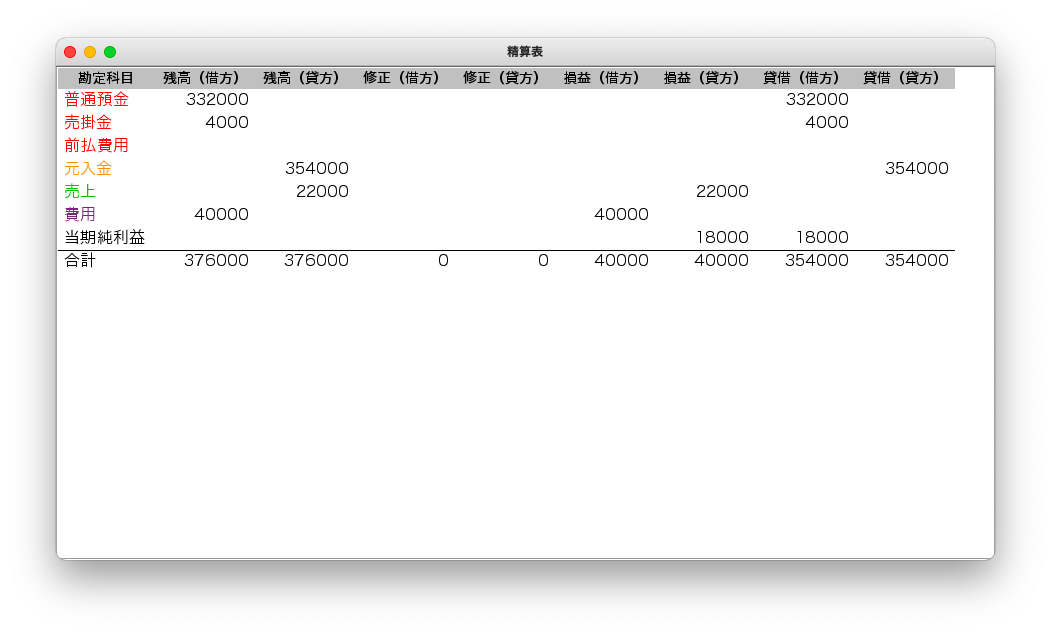 精算表
勘定科目 残高（借方） 残高（貸方） 修正（借方） 修正（貸方） 損益（借方） 損益（貸方） 貸借（借方） 貸借（貸方）
普通預金 332000 332000
売掛金 4000 4000
前払費用
元入金 354000 354000
売上 22000 22000
費用 40000 40000
当期純利益 18000 18000
合計 376000 376000 0 0 40000 40000 354000 354000